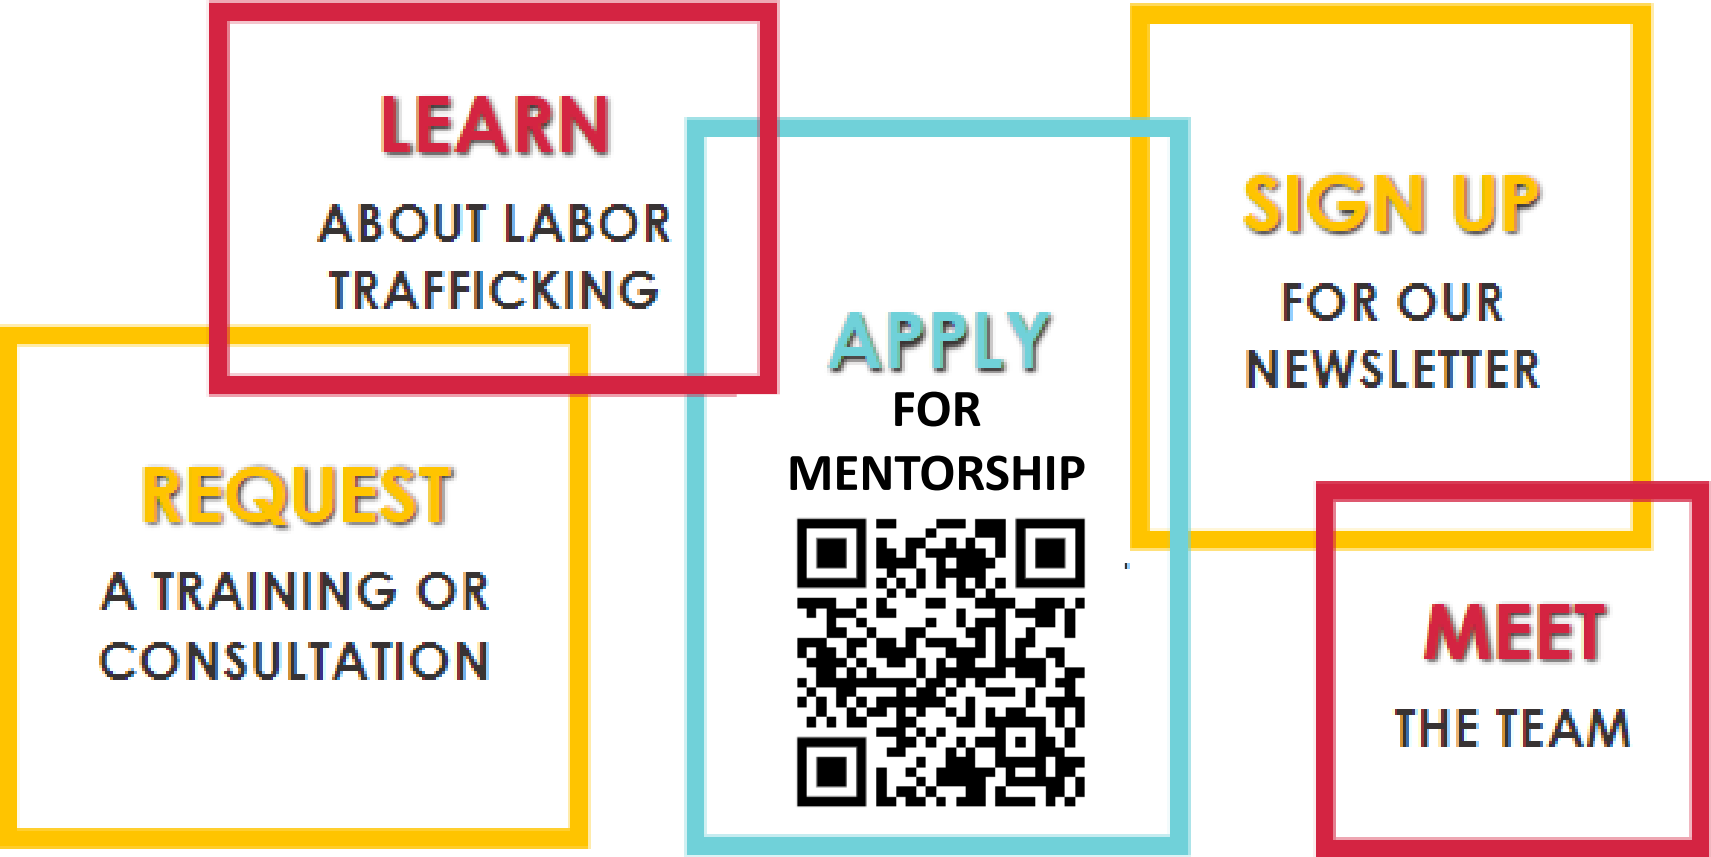 LEARN
ABOUT LABOR
TRAFFICKING
REQUEST
A TRAINING OR
CONSULTATION
APPLY
FOR
MENTORSHIP
SIGN UP
FOR OUR
NEWSLETTER
MEET
THE TEAM